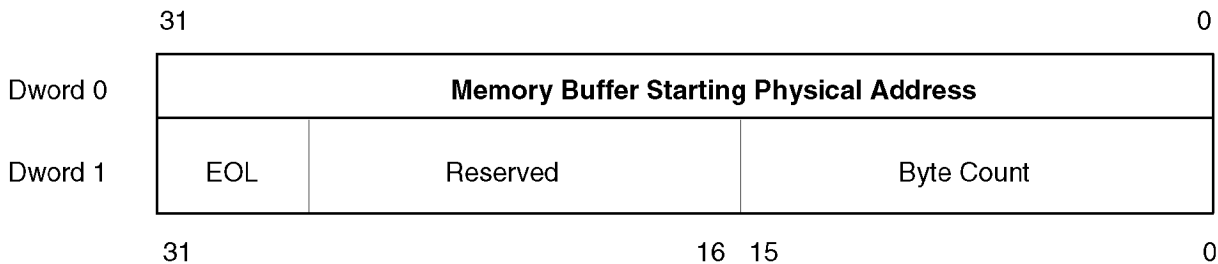 31 0
Dword 0 Memory Buffer Starting Physical Address
Dword 1 EOL Reserved Byte Count
31 16 15 0